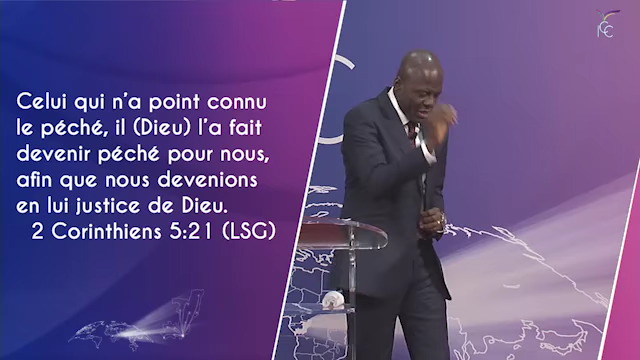 Celui qui n'a point connu
le péché, il (Dieu) l'a fait
devenir péché pour nous,
afin que nous devenions
en lui justice de Dieu.
2 Corinthiens 5:21 (LSG)
ICC